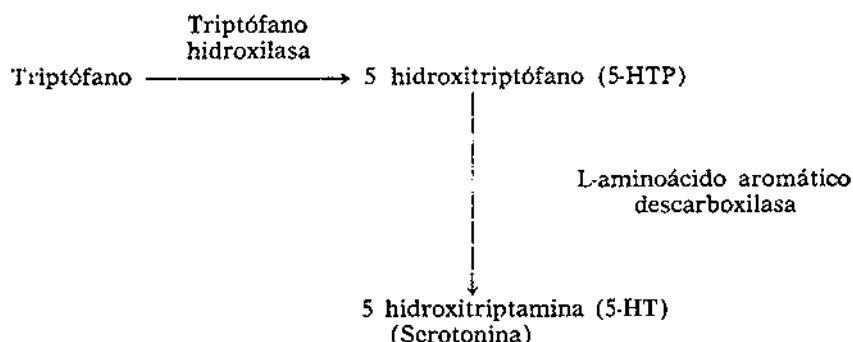 Triptófano
hidroxilasa
Triptófano
5 hidroxitriptófano (5-HTP)
L-aminoácido aromático
descarboxilasa
5 hidroxitriptamina (5-HT)
(Serotonina)